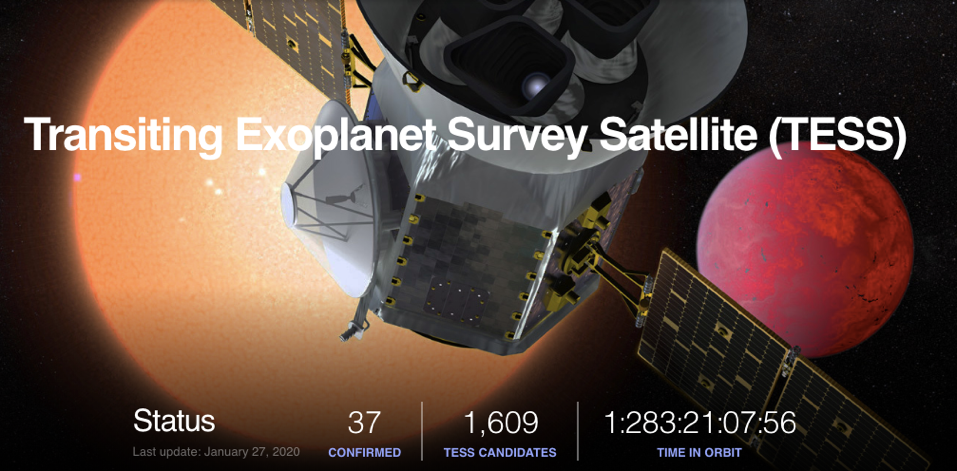 Transiting Exoplanet Survey Satellite (TESS)
Status
Last update: January 27, 2020
37
CONFIRMED
1,609
TESS CANDIDATES
1:283:21:07:56
TIME IN ORBIT